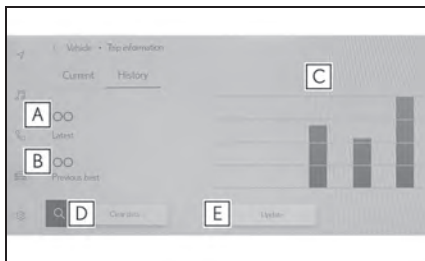 Vehicle • Trip information
Current History
C
A
OO
Latest
B
OO
Previous best
D
Clear data
E
Update